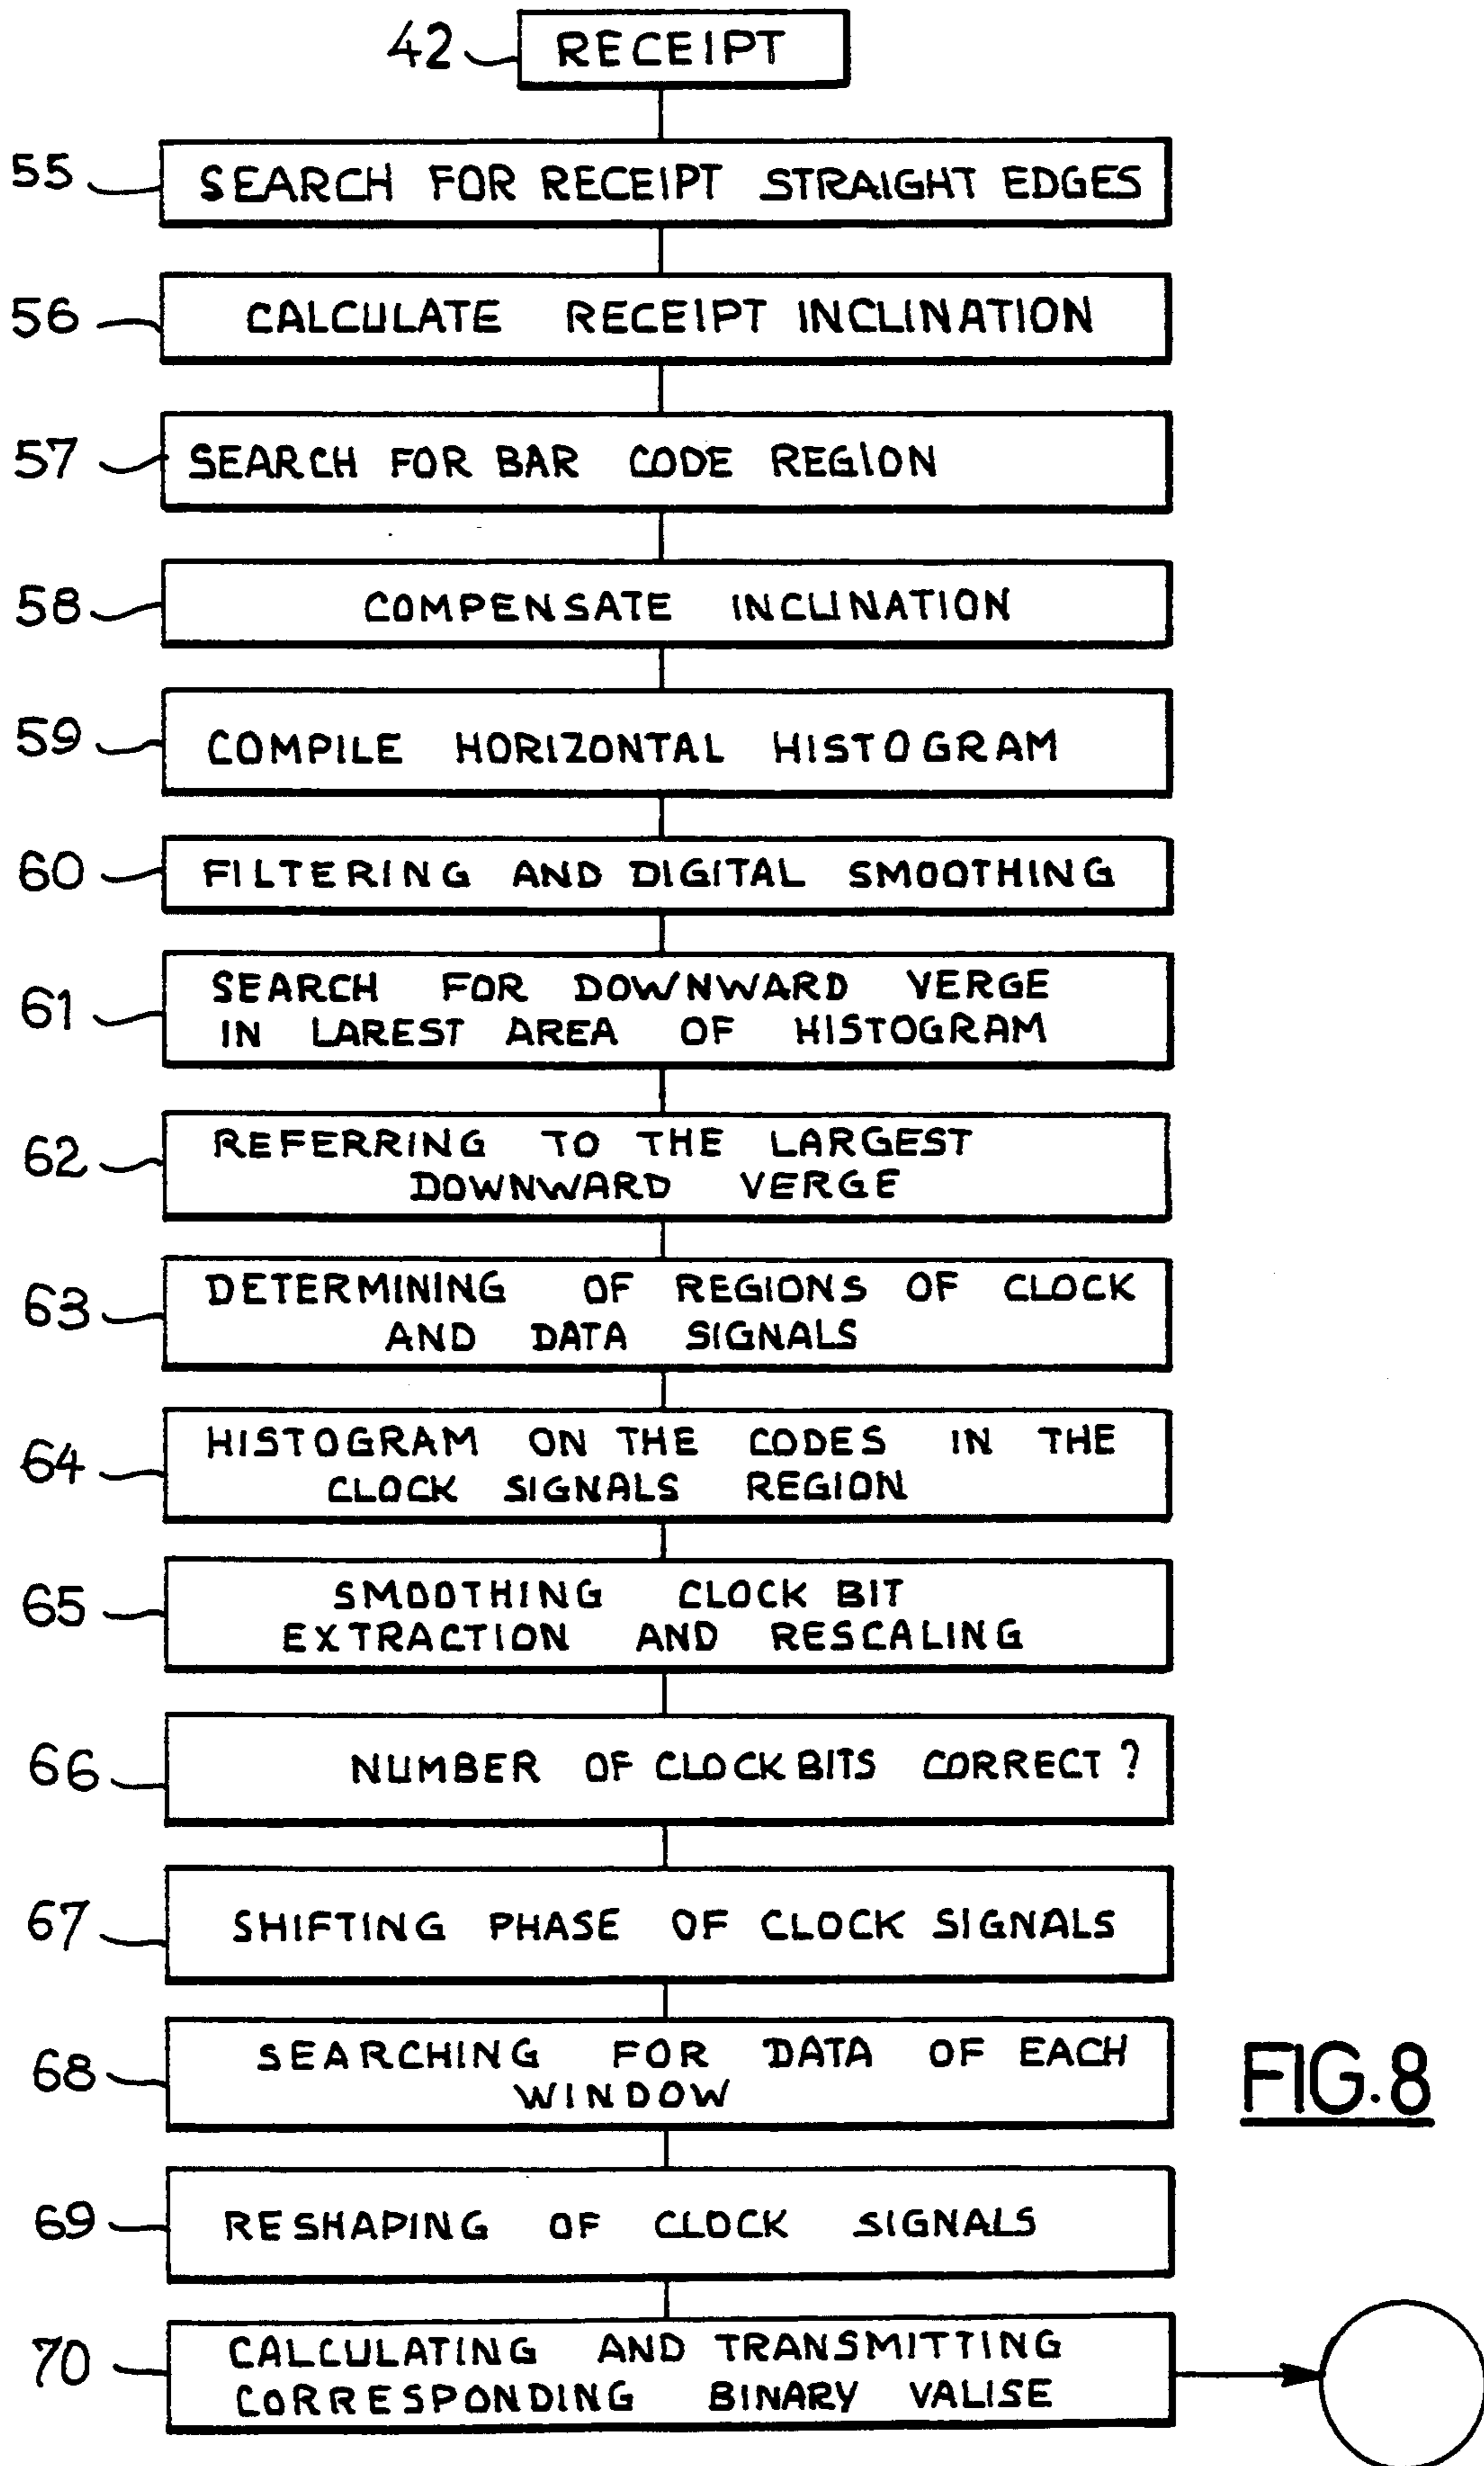 42 RECEIPT
55 SEARCH FOR RECEIPT STRAIGHT EDGES
56 CALCULATE RECEIPT INCLINATION
57 SEARCH FOR BAR CODE REGION
58 COMPENSATE INCLINATION
59 COMPILE HORIZONTAL HISTOGRAM
60 FILTERING AND DIGITAL SMOOTHING
61 SEARCH FOR DOWNWARD VERGE
IN LAREST AREA OF HISTOGRAM
62 REFERRING TO THE LARGEST
DOWNWARD VERGE
63 DETERMINING OF REGIONS OF CLOCK
AND DATA SIGNALS
64 HISTOGRAM ON THE CODES IN THE
CLOCK SIGNALS REGION
65 SMOOTHING CLOCK BIT
EXTRACTION AND RESCALING
66 NUMBER OF CLOCK BITS CORRECT ?
67 SHIFTING PHASE OF CLOCK SIGNALS
68 SEARCHING FOR DATA OF EACH
WINDOW
FIG.8
69 RESHAPING OF CLOCK SIGNALS
70 CALCULATING AND TRANSMITTING
CORRESPONDING BINARY VALISE